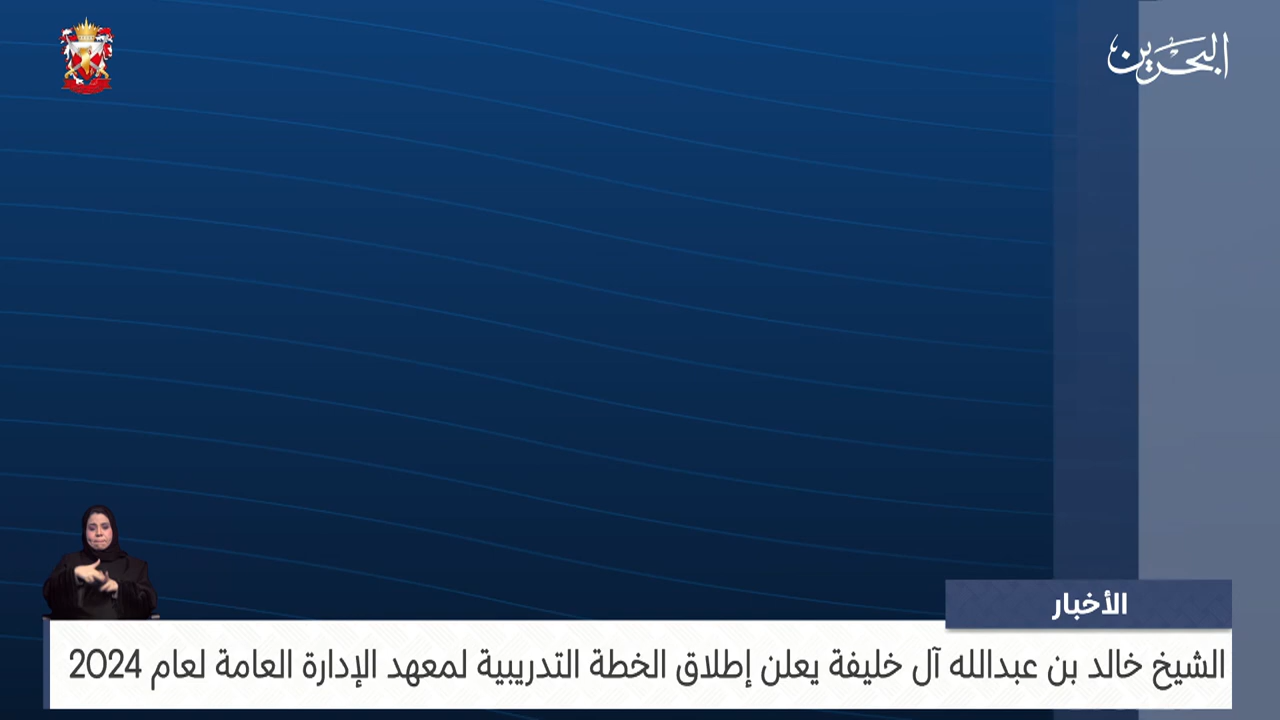 البحرين
الأخبار
الشيخ خالد بن عبدالله آل خليفة يعلن إطلاق الخطة التدريبية لمعهد الإدارة العامة لعام 2024